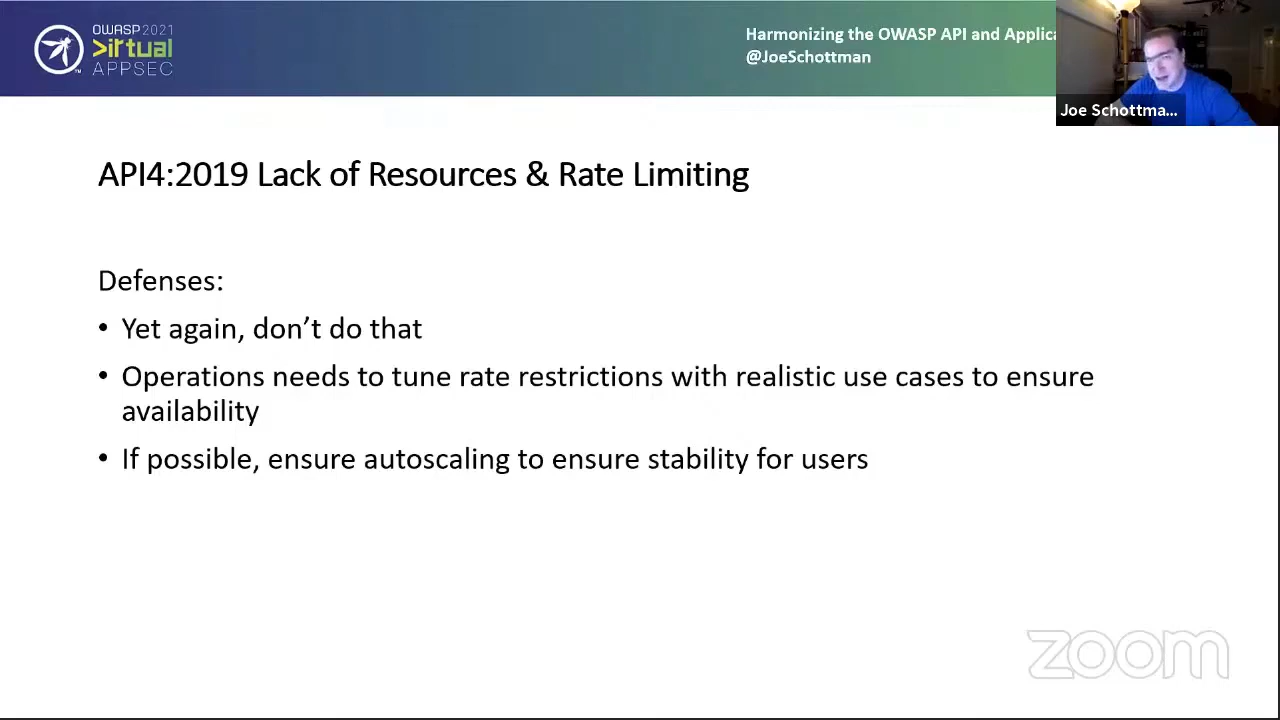 OWASP 2021
Virtual
APPSEC
Harmonizing the OWASP API and Applica
@JoeSchottman
Joe Schottma...
API4:2019 Lack of Resources & Rate Limiting
Defenses:
• Yet again, don’t do that
• Operations needs to tune rate restrictions with realistic use cases to ensure
availability
• If possible, ensure autoscaling to ensure stability for users
zoom